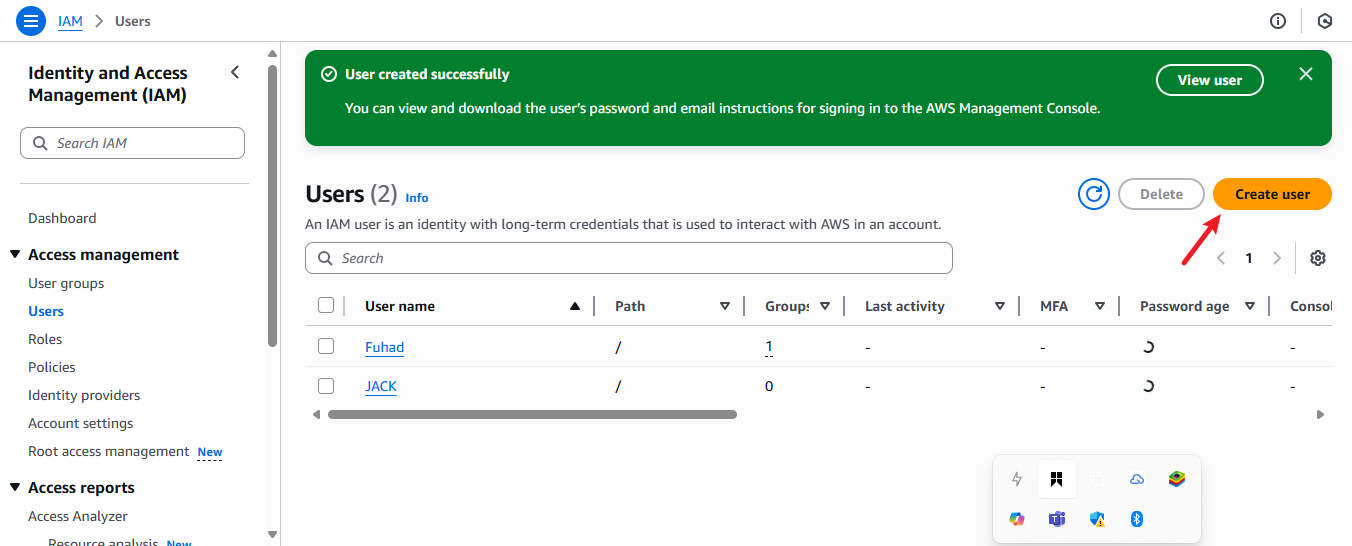 IAM > Users
Identity and Access
Management (IAM)
Search IAM
Dashboard
Access management
User groups
Users
Roles
Policies
Identity providers
Account settings
Root access management New
Access reports
Access Analyzer
Resource analysis New
User created successfully
You can view and download the user's password and email instructions for signing in to the AWS Management Console.
View user
Users (2) Info
Delete
Create user
An IAM user is an identity with long-term credentials that is used to interact with AWS in an account.
Search
1
User name Path Groups Last activity MFA Password age Consol
Fuhad / 1 - - -
JACK / 0 - - -